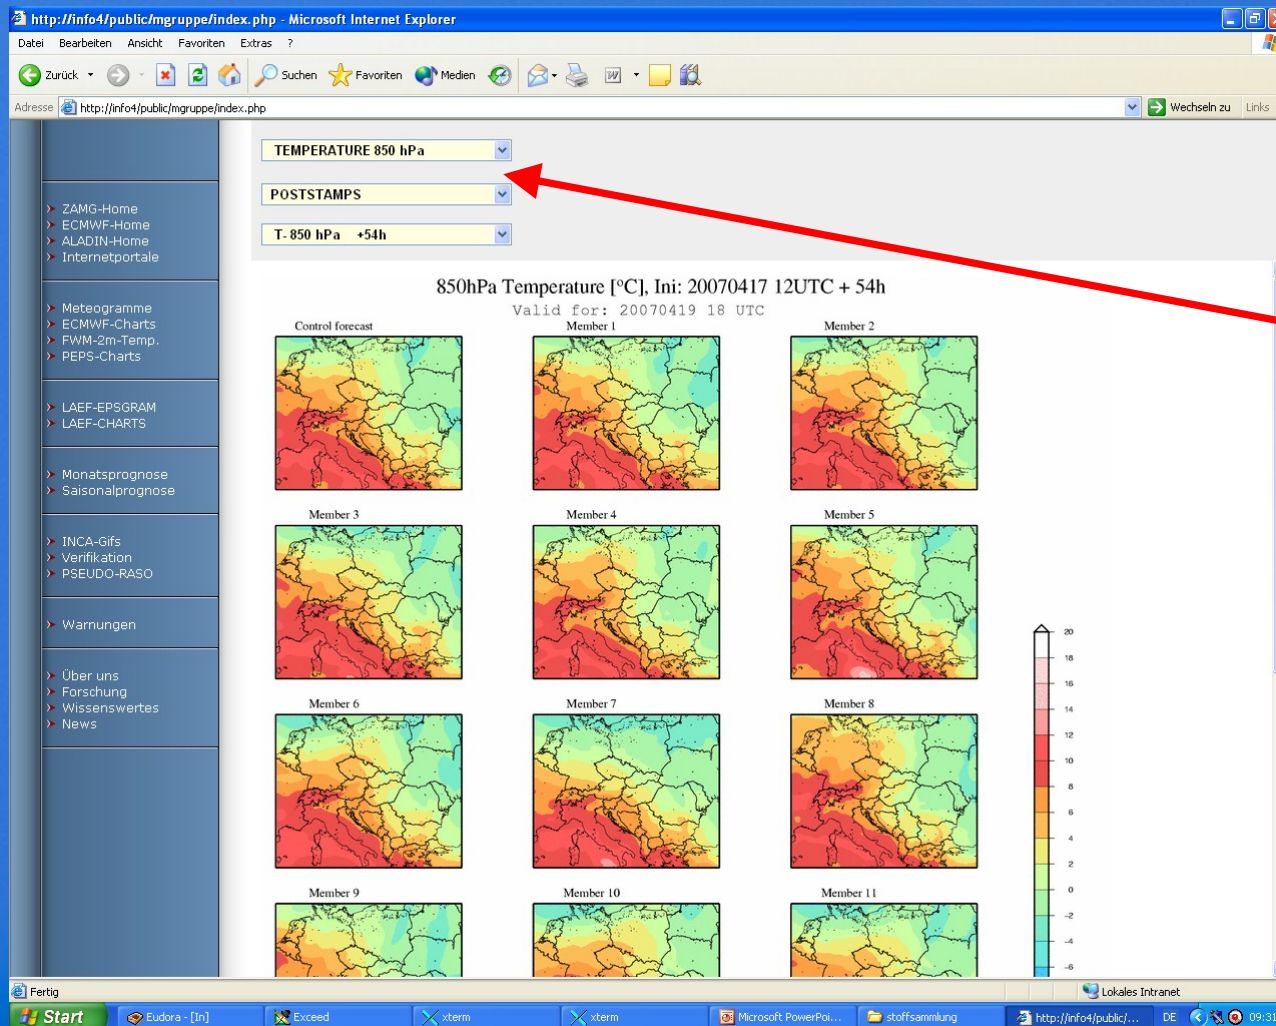 http://info4/public/mgruppe/index.php - Microsoft Internet Explorer
Datei Bearbeiten Ansicht Favoriten Extras ?
Zurück Suchen Favoriten Medien
Adresse http://info4/public/mgruppe/index.php Wechseln zu Links
TEMPERATURE 850 hPa
POSTSTAMPS
T-850 hPa +54h
ZAMG-Home
ECMWF-Home
ALADIN-Home
Internetportale
Meteogramme
ECMWF-Charts
FWM-2m-Temp.
PEPS-Charts
LAEF-EPSGRAM
LAEF-CHARTS
Monatsprognose
Saisonalprognose
INCA-Gifs
Verifikation
PSEUDO-RASO
Warnungen
Über uns
Forschung
Wissenswertes
News
850hPa Temperature [°C], Ini: 20070417 12UTC + 54h
Valid for: 20070419 18 UTC
Control forecast Member 1 Member 2
Member 3 Member 4 Member 5
Member 6 Member 7 Member 8
Member 9 Member 10 Member 11
20
18
16
14
12
10
8
6
4
2
0
-2
-4
-6
Fertig Lokales Intranet
Start Eudora - [In] Exceed xterm xterm Microsoft PowerPoi... stoffsammlung http://info4/public/... DE 09:31